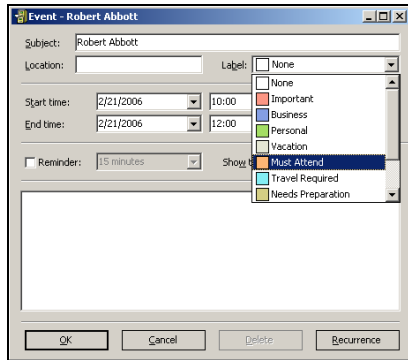 Event - Robert Abbott
Subject: Robert Abbott
Location: Label: None
None
Important
Business
Personal
Vacation
Must Attend
Travel Required
Needs Preparation
Start time: 2/21/2006 10:00
End time: 2/21/2006 12:00
Reminder: 15 minutes Show
OK Cancel Delete Recurrence